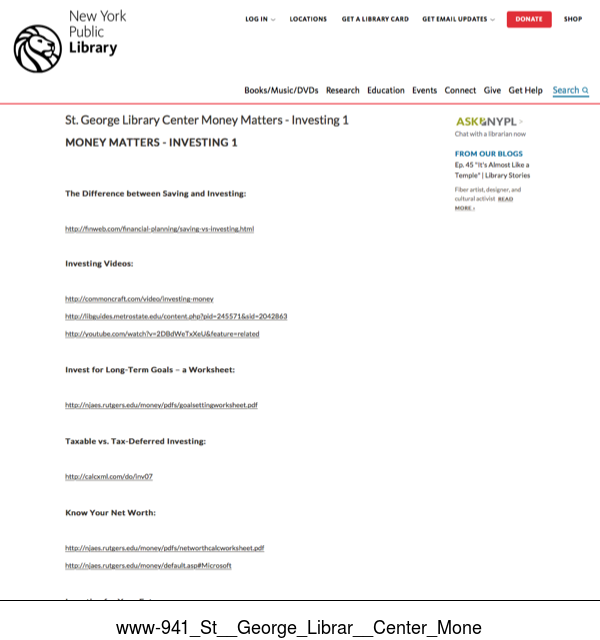 New York
Public
Library
LOG IN
LOCATIONS
GET A LIBRARY CARD
GET EMAIL UPDATES
DONATE
SHOP
Books/Music/DVDs Research Education Events Connect Give Get Help Search
St. George Library Center Money Matters - Investing 1
MONEY MATTERS - INVESTING 1
The Difference between Saving and Investing:
http://finweb.com/financial-planning/saving-vs-investing.html
Investing Videos:
http://commoncraft.com/video/investing-money
http://libguides.metrostate.edu/content.php?pid=245571&sid=2042863
http://youtube.com/watch?v=2DBdWeTxXeU&feature=related
Invest for Long-Term Goals – a Worksheet:
http://njaes.rutgers.edu/money/pdfs/goalsettingworksheet.pdf
Taxable vs. Tax-Deferred Investing:
http://calcxml.com/do/inv07
Know Your Net Worth:
http://njaes.rutgers.edu/money/pdfs/networthcalcworksheet.pdf
http://njaes.rutgers.edu/money/default.asp#Microsoft
ASK NYPL
Chat with a librarian now
FROM OUR BLOGS
Ep. 45 "It's Almost Like a
Temple" | Library Stories
Fiber artist, designer, and
cultural activist READ
MORE ›
www-941_St__George_Librar__Center_Mone